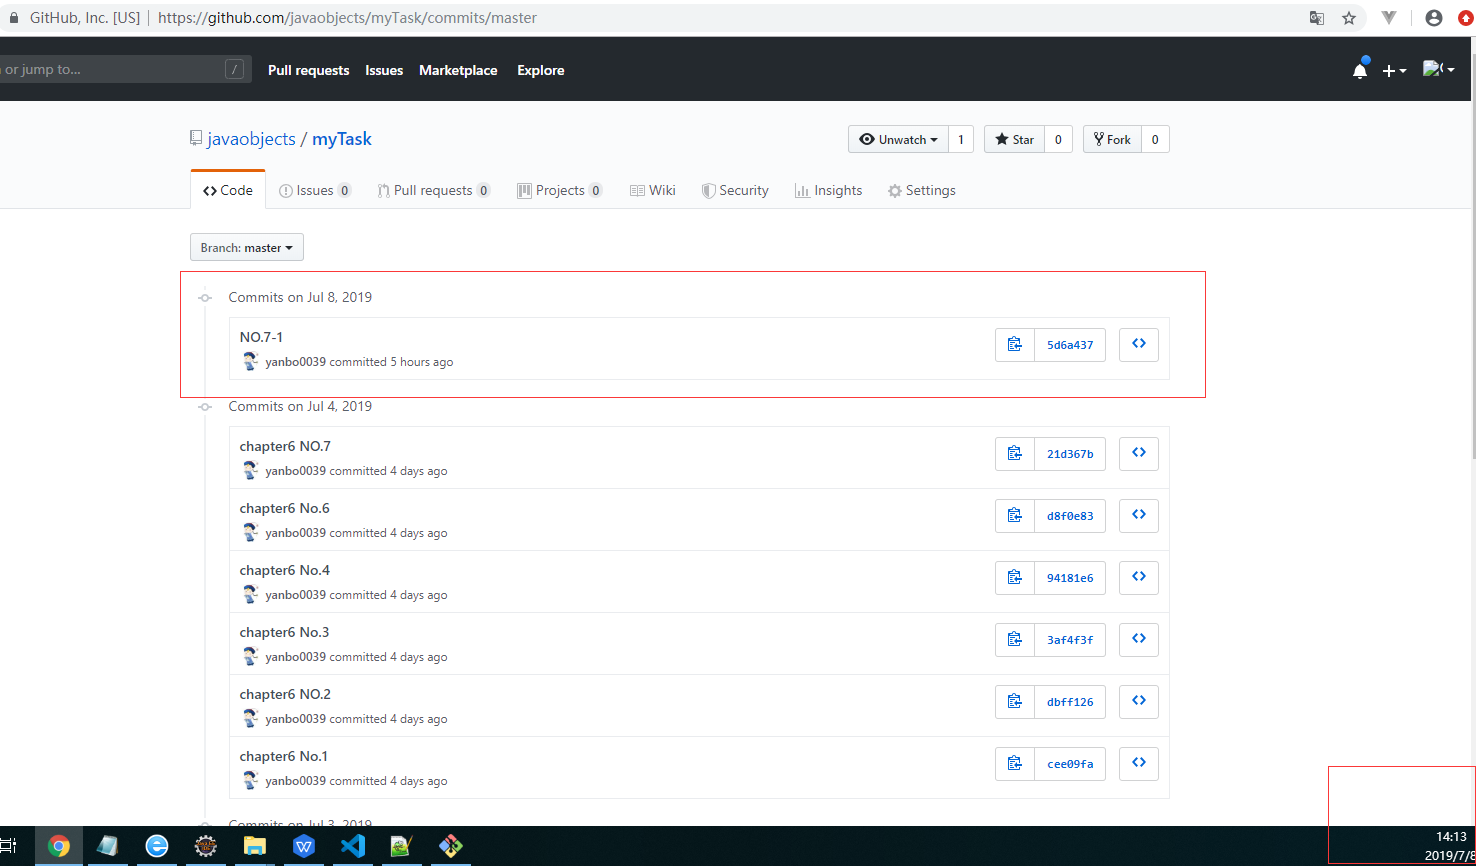 GitHub, Inc. [US] | https://github.com/javaobjects/myTask/commits/master
or jump to... / Pull requests Issues Marketplace Explore
javaobjects / myTask Unwatch 1 Star 0 Fork 0
Code Issues 0 Pull requests 0 Projects 0 Wiki Security Insights Settings
Branch: master
Commits on Jul 8, 2019
NO.7-1
5d6a437
yanbo0039 committed 5 hours ago
Commits on Jul 4, 2019
chapter6 NO.7
21d367b
yanbo0039 committed 4 days ago
chapter6 No.6
d8f0e83
yanbo0039 committed 4 days ago
chapter6 No.4
94181e6
yanbo0039 committed 4 days ago
chapter6 No.3
3af4f3f
yanbo0039 committed 4 days ago
chapter6 NO.2
dbff126
yanbo0039 committed 4 days ago
chapter6 No.1
cee09fa
yanbo0039 committed 4 days ago
Commits on Jul 3, 2019
14:13
2019/7/8